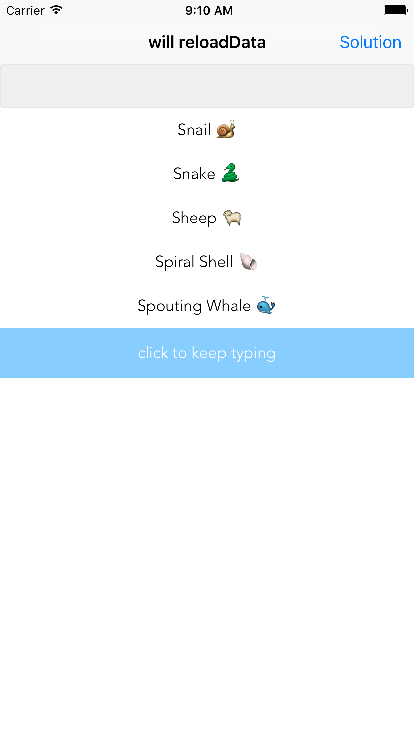 Carrier 9:10 AM
will reloadData Solution
Snail 🐌
Snake 🐍
Sheep 🐑
Spiral Shell 🐚
Spouting Whale 🐳
click to keep typing